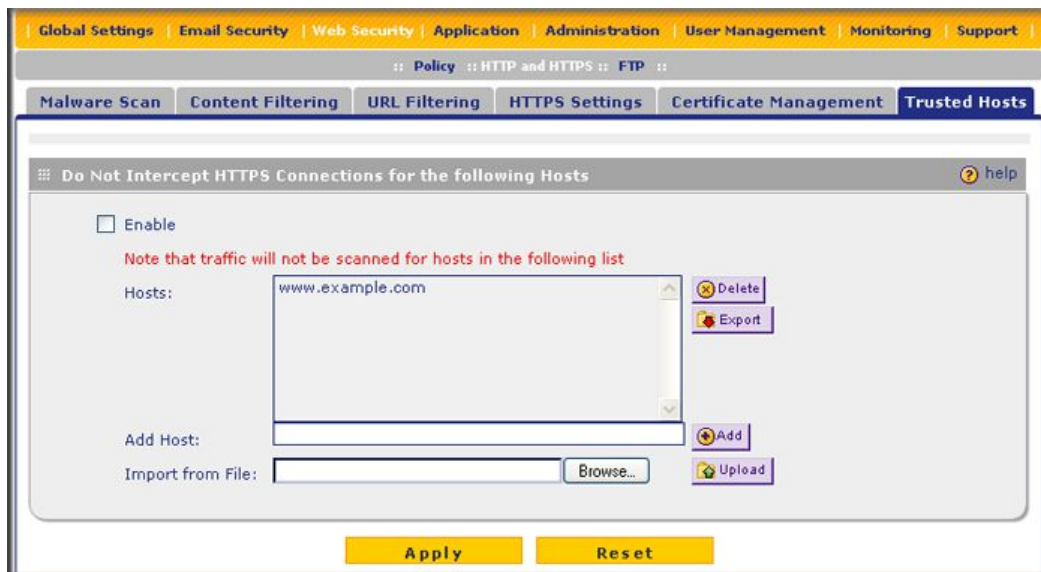 Global Settings | Email Security | Web Security | Application | Administration | User Management | Monitoring | Support
:: Policy :: HTTP and HTTPS :: FTP ::
Malware Scan Content Filtering URL Filtering HTTPS Settings Certificate Management Trusted Hosts
Do Not Intercept HTTPS Connections for the following Hosts ? help
Enable
Note that traffic will not be scanned for hosts in the following list
Hosts: www.example.com Delete
Export
Add Host: Add
Import from File: Browse... Upload
Apply Reset